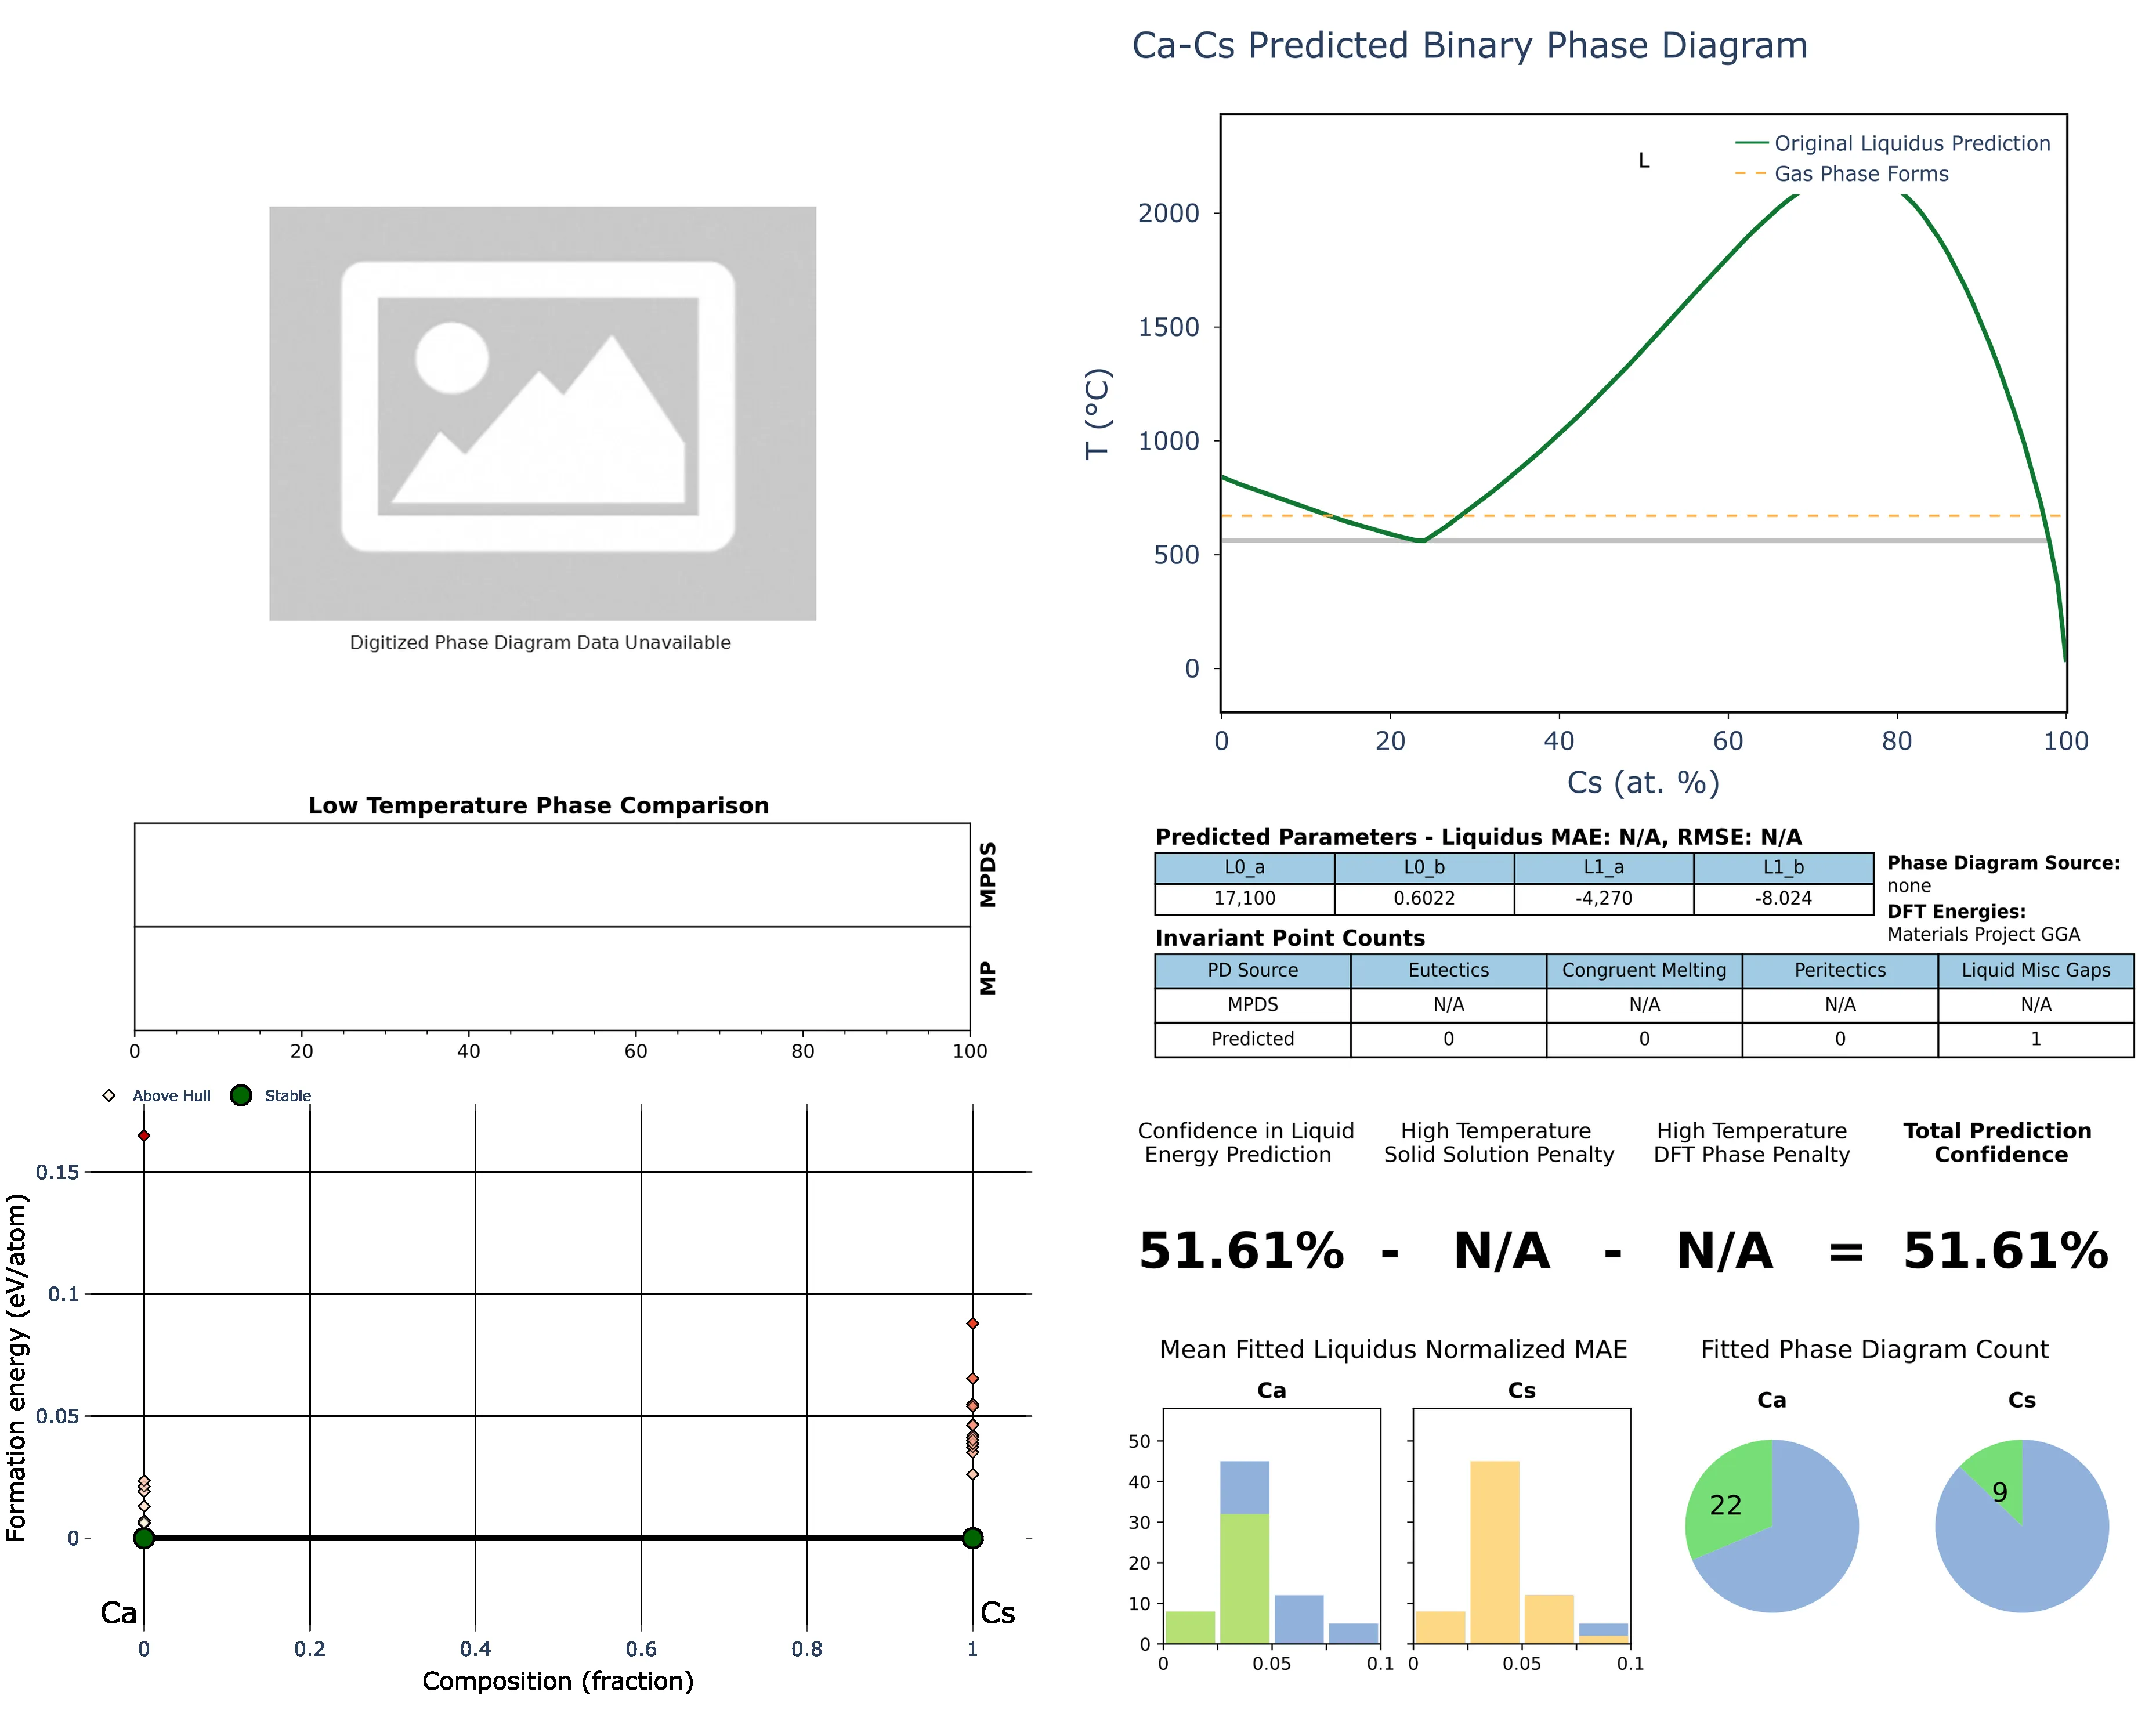 Ca-Cs Predicted Binary Phase Diagram
L
Original Liquidus Prediction
Gas Phase Forms
2000
1500
1000
500
0
T (°C)
0 20 40 60 80 100
Cs (at. %)
Digitized Phase Diagram Data Unavailable
Low Temperature Phase Comparison
MPDS
MP
0 20 40 60 80 100
Predicted Parameters - Liquidus MAE: N/A, RMSE: N/A
L0_a L0_b L1_a L1_b
17,100 0.6022 -4,270 -8.024
Phase Diagram Source:
none
DFT Energies:
Materials Project GGA
Invariant Point Counts
PD Source Eutectics Congruent Melting Peritectics Liquid Misc Gaps
MPDS N/A N/A N/A N/A
Predicted 0 0 0 1
Above Hull Stable
0.15
0.1
0.05
0
Formation energy (eV/atom)
Ca Cs
0 0.2 0.4 0.6 0.8 1
Composition (fraction)
Confidence in Liquid
Energy Prediction
High Temperature
Solid Solution Penalty
High Temperature
DFT Phase Penalty
Total Prediction
Confidence
51.61% - N/A - N/A = 51.61%
Mean Fitted Liquidus Normalized MAE
Ca Cs
50
40
30
20
10
0
0 0.05 0.1 0 0.05 0.1
Fitted Phase Diagram Count
Ca Cs
22 9